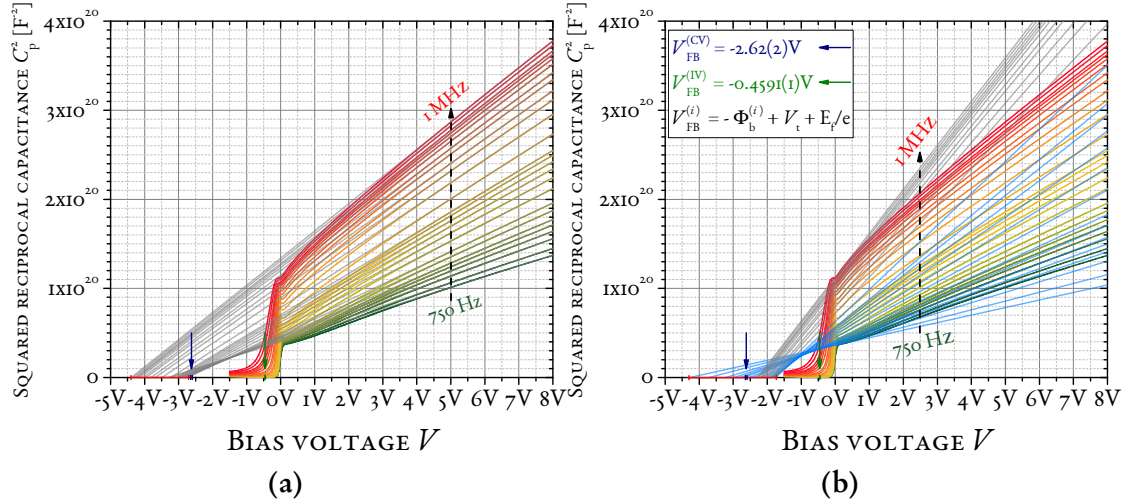 Squared reciprocal capacitance C_p^-2 [F^-2]
4x10^20
3x10^20
2x10^20
1x10^20
0
-5V -4V -3V -2V -1V 0V 1V 2V 3V 4V 5V 6V 7V 8V
1 MHz
750 Hz
Bias voltage V
(a)
Squared reciprocal capacitance C_p^-2 [F^-2]
4x10^20
3x10^20
2x10^20
1x10^20
0
-5V -4V -3V -2V -1V 0V 1V 2V 3V 4V 5V 6V 7V 8V
V_FB^(CV) = -2.62(2)V
V_FB^(IV) = -0.4591(1)V
V_FB^(i) = - Φ_b^(i) + V_t + E_f/e
1 MHz
750 Hz
Bias voltage V
(b)